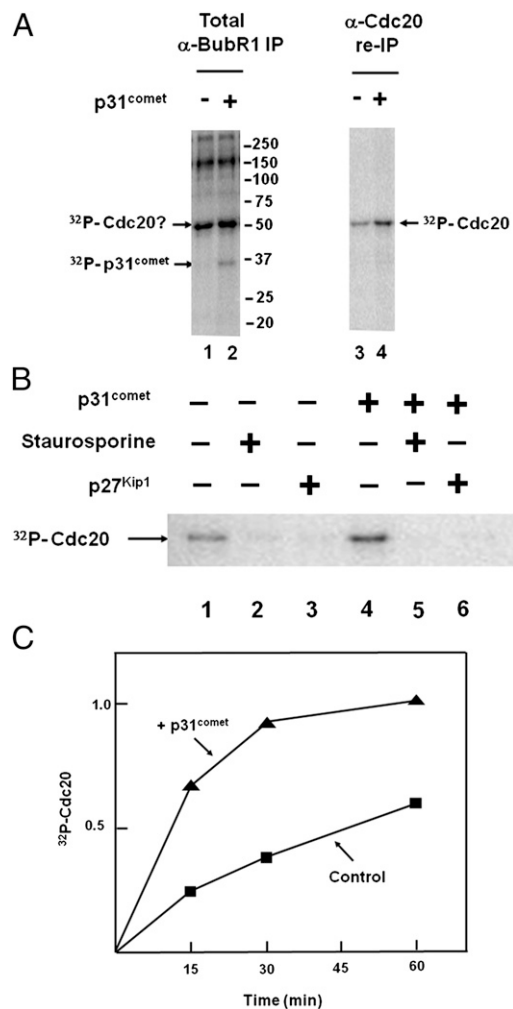 A
Total
α-BubR1 IP
α-Cdc20
re-IP
p31comet - + - +
-250
-150
-100
-75
32P-Cdc20? -50 32P-Cdc20
32P-p31comet -37
-25
-20
1 2 3 4
B
p31comet − − − + + +
Staurosporine − + − − + −
p27Kip1 − − + − − +
32P-Cdc20
1 2 3 4 5 6
C
1.0
+ p31comet
32P-Cdc20
0.5
Control
15 30 45 60
Time (min)